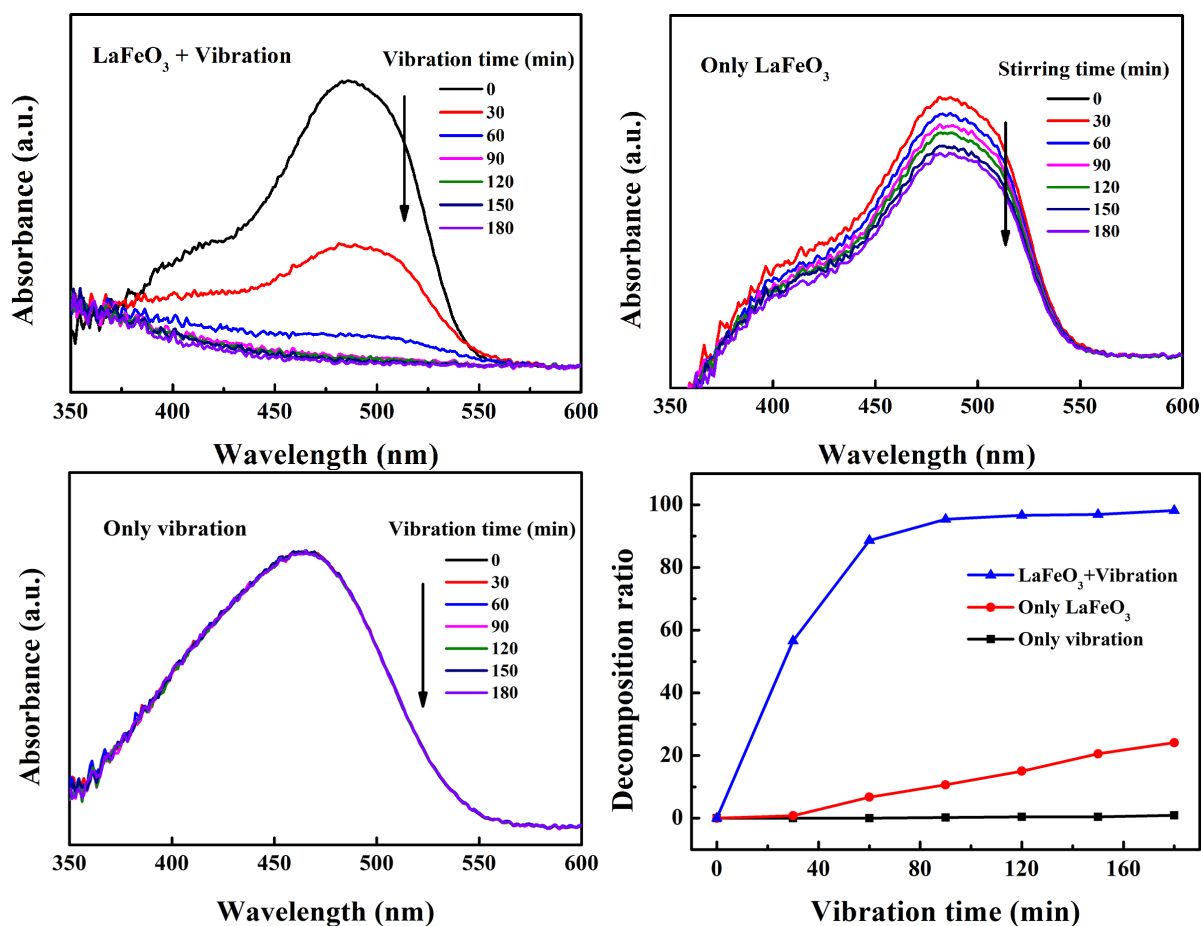 LaFeO₃ + Vibration
Vibration time (min)
0
30
60
90
120
150
180
Absorbance (a.u.)
350 400 450 500 550 600
Wavelength (nm)
Only LaFeO₃
Stirring time (min)
0
30
60
90
120
150
180
Absorbance (a.u.)
350 400 450 500 550 600
Wavelength (nm)
Only vibration
Vibration time (min)
0
30
60
90
120
150
180
Absorbance (a.u.)
350 400 450 500 550 600
Wavelength (nm)
100
80
60
40
20
0
Decomposition ratio
LaFeO₃+Vibration
Only LaFeO₃
Only vibration
0 40 80 120 160
Vibration time (min)